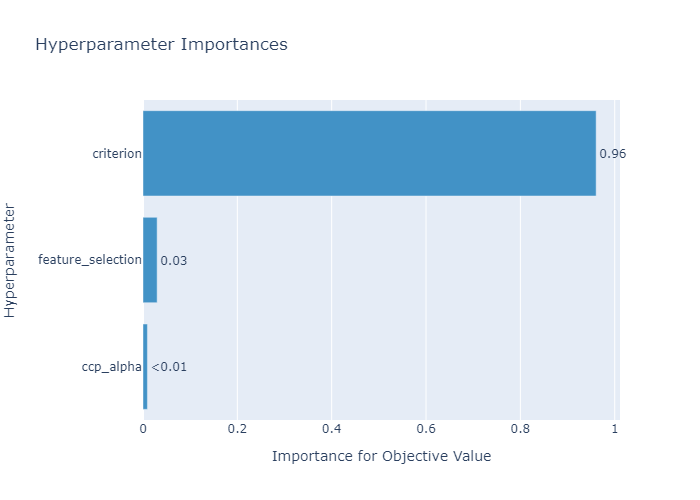 Hyperparameter Importances
Hyperparameter
criterion
0.96
feature_selection
0.03
ccp_alpha
<0.01
0 0.2 0.4 0.6 0.8 1
Importance for Objective Value